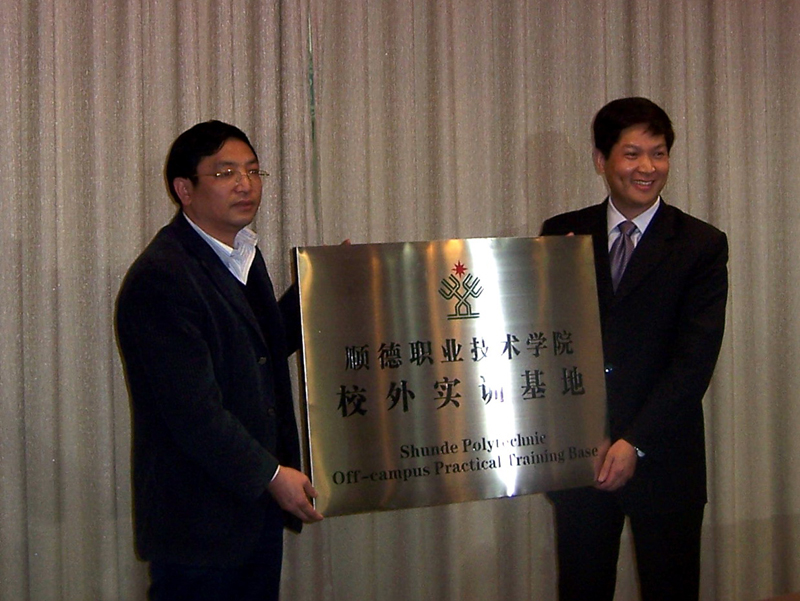 顺德职业技术学院
校外实训基地
Shunde Polytechnic
Off-campus Practical Training Base